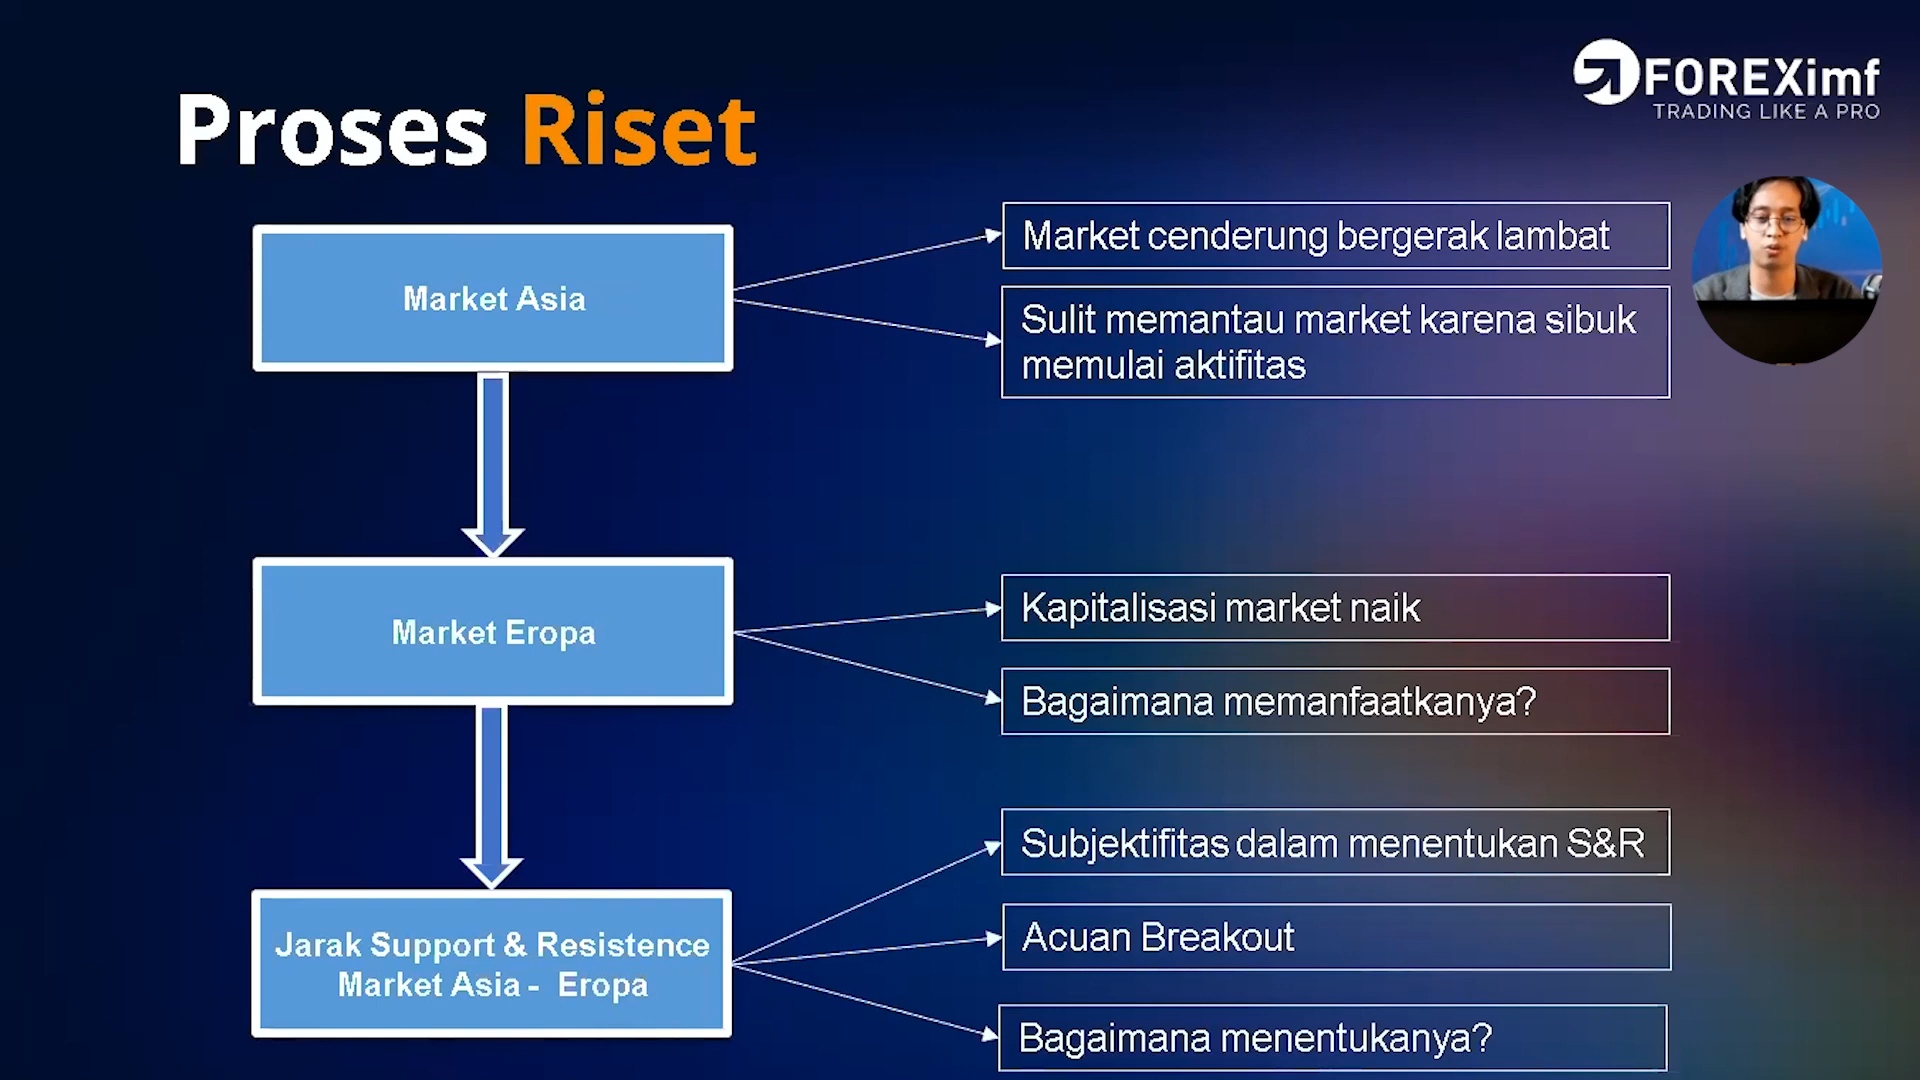 FOREXimf
TRADING LIKE A PRO
Proses Riset
Market Asia
Market cenderung bergerak lambat
Sulit memantau market karena sibuk
memulai aktifitas
Market Eropa
Kapitalisasi market naik
Bagaimana memanfaatkanya?
Jarak Support & Resistence
Market Asia - Eropa
Subjektifitas dalam menentukan S&R
Acuan Breakout
Bagaimana menentukanya?